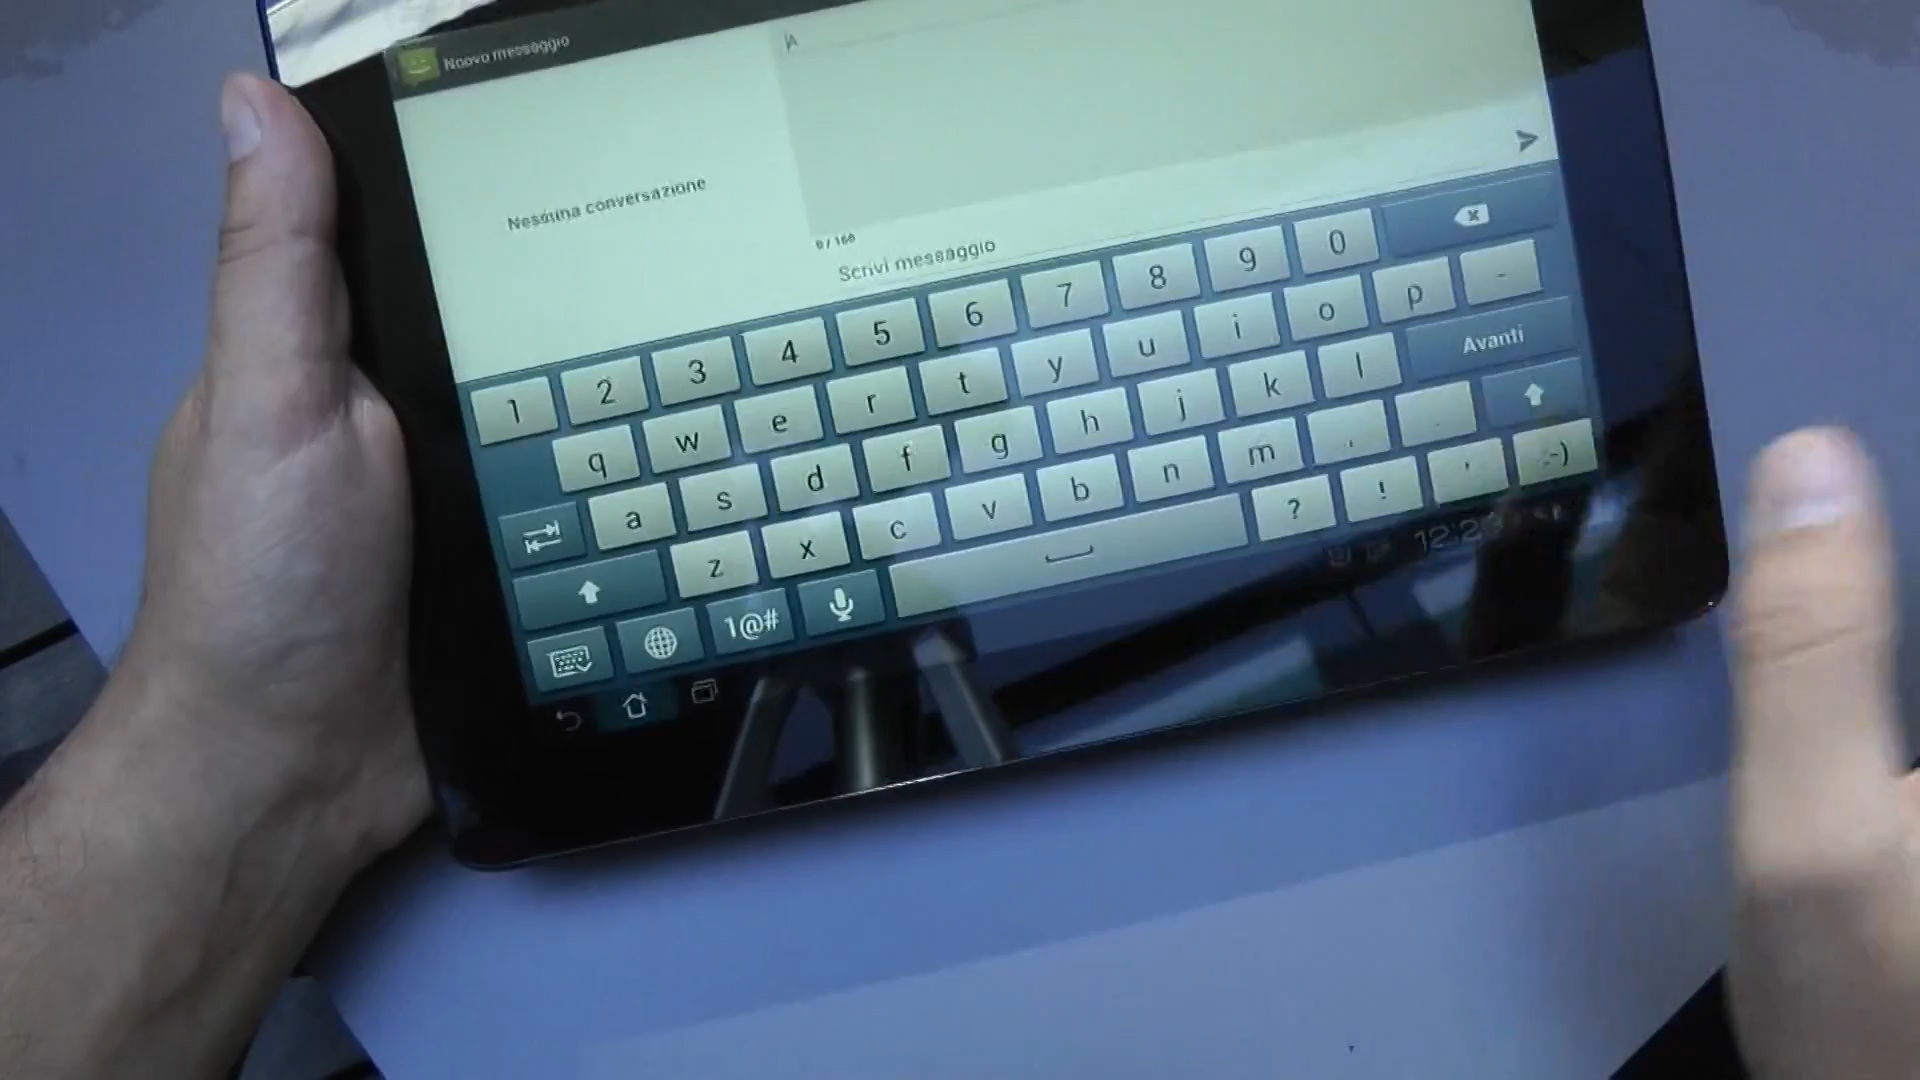 Nuovo messaggio
A
Nessuna conversazione
0 / 160
Scrivi messaggio
1 2 3 4 5 6 7 8 9 0
q w e r t y u i o p -
a s d f g h j k l Avanti
z x c v b n m , .
1@# ? ! ' :-)